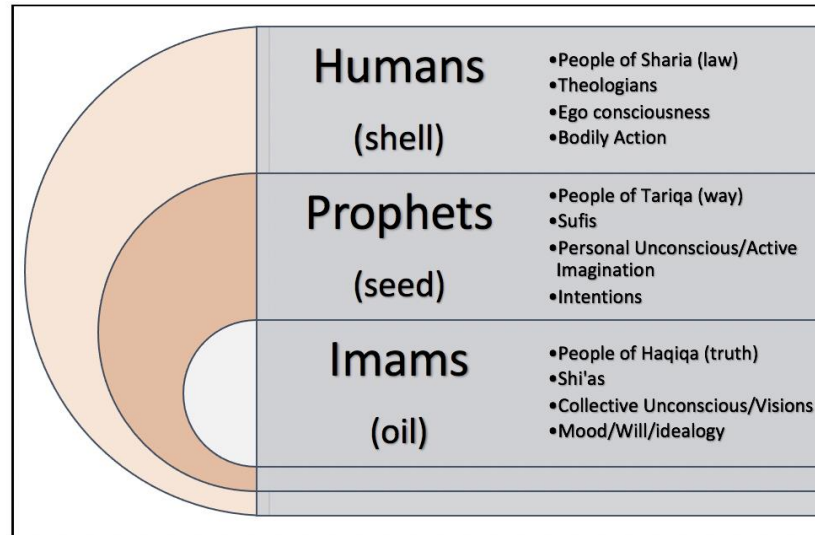 Humans
(shell)
•People of Sharia (law)
•Theologians
•Ego consciousness
•Bodily Action
Prophets
(seed)
•People of Tariqa (way)
•Sufis
•Personal Unconscious/Active
Imagination
•Intentions
Imams
(oil)
•People of Haqiqa (truth)
•Shi'as
•Collective Unconscious/Visions
•Mood/Will/idealogy